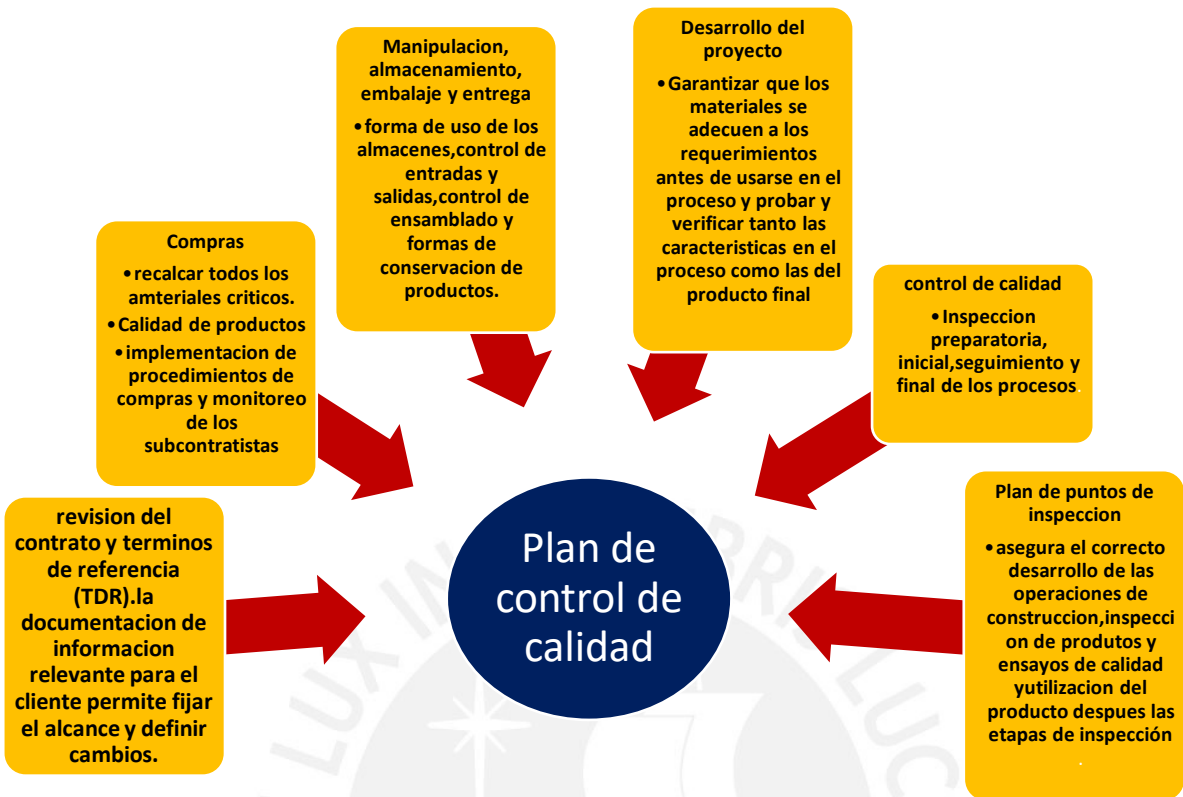 revision del
contrato y terminos
de referencia
(TDR).la
documentacion de
informacion
relevante para el
cliente permite fijar
el alcance y definir
cambios.
Compras
•recalcar todos los
amteriales criticos.
•Calidad de productos
•implementacion de
procedimientos de
compras y monitoreo
de los
subcontratistas
Manipulacion,
almacenamiento,
embalaje y entrega
•forma de uso de los
almacenes,control de
entradas y
salidas,control de
ensamblado y
formas de
conservacion de
productos.
Desarrollo del
proyecto
•Garantizar que los
materiales se
adecuen a los
requerimientos
antes de usarse en el
proceso y probar y
verificar tanto las
caracteristicas en el
proceso como las del
producto final
control de calidad
•Inspeccion
preparatoria,
inicial,seguimiento y
final de los procesos.
Plan de puntos de
inspeccion
•asegura el correcto
desarrollo de las
operaciones de
construccion,inspecci
on de produtos y
ensayos de calidad
yutilizacion del
producto despues las
etapas de inspección
.
Plan de
control de
calidad
LUX IN
BRIS LUC